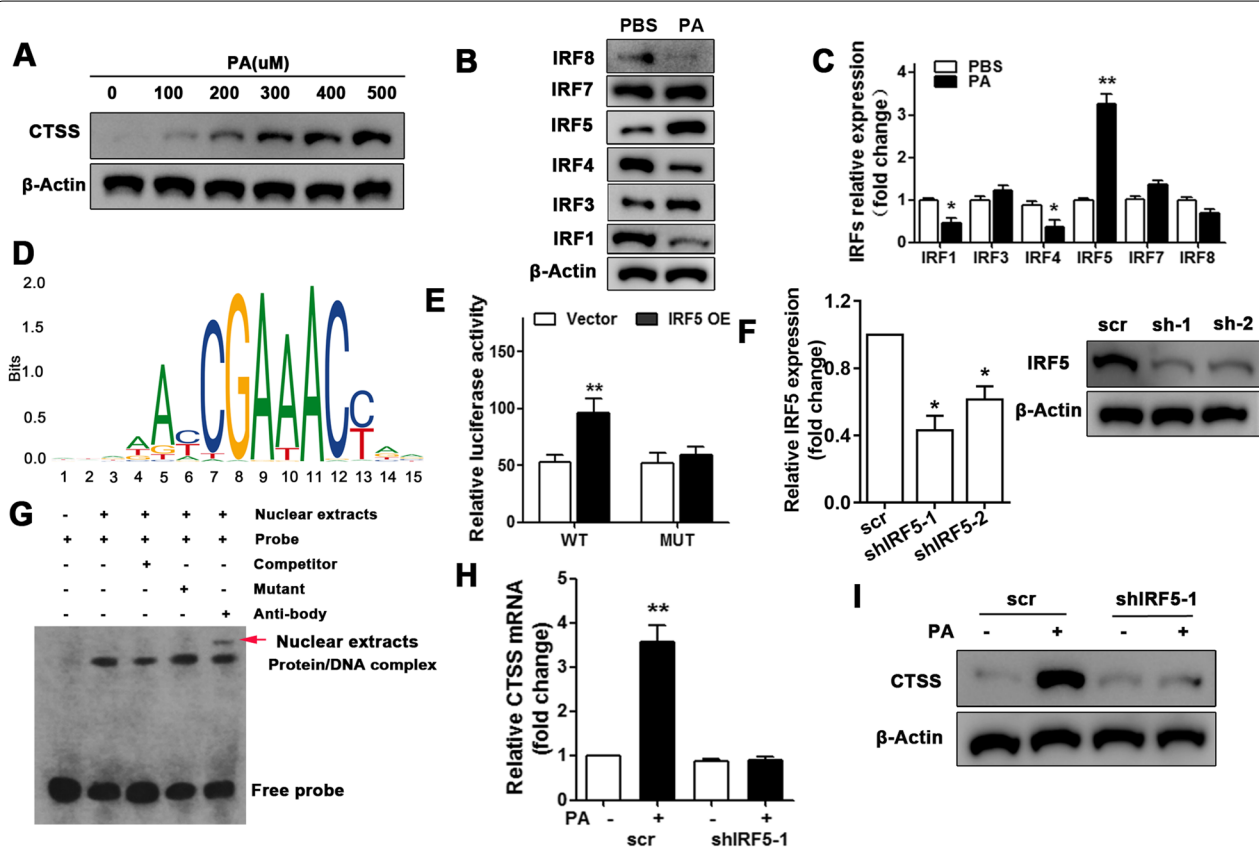 A
PA(uM)
0 100 200 300 400 500
CTSS
β-Actin
B
PBS PA
IRF8
IRF7
IRF5
IRF4
IRF3
IRF1
β-Actin
C
IRFs relative expression
(fold change)
PBS
PA
4
3
2
1
0
* * **
IRF1 IRF3 IRF4 IRF5 IRF7 IRF8
D
Bits
2.0
1.5
1.0
0.5
0.0
1 2 3 4 5 6 7 8 9 10 11 12 13 14 15
E
Relative luciferase activity
Vector IRF5 OE
150
100
50
0
**
WT MUT
F
Relative IRF5 expression
(fold change)
1.2
0.8
0.4
0.0
* *
scr shIRF5-1 shIRF5-2
scr sh-1 sh-2
IRF5
β-Actin
G
- + + + + Nuclear extracts
+ + + + + Probe
- - + - - Competitor
- - - + - Mutant
- - - - + Anti-body
Nuclear extracts
Protein/DNA complex
Free probe
H
Relative CTSS mRNA
(fold change)
5
4
3
2
1
0
**
PA - + - +
scr shIRF5-1
I
scr shIRF5-1
PA - + - +
CTSS
β-Actin